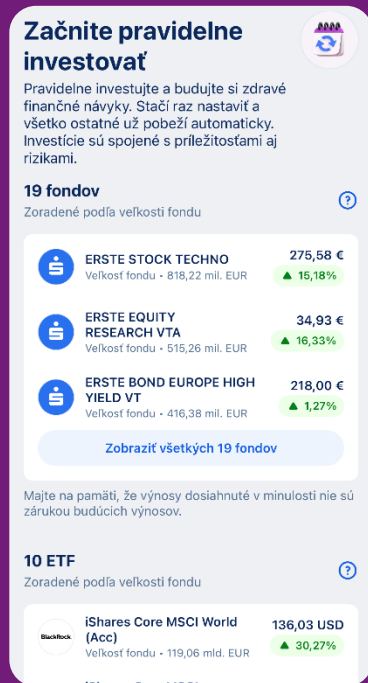 Začnite pravidelne
investovať
Pravidelne investujte a budujte si zdravé
finančné návyky. Stačí raz nastaviť a
všetko ostatné už pobeží automaticky.
Investície sú spojené s príležitosťami aj
rizikami.
19 fondov
Zoradené podľa veľkosti fondu
ERSTE STOCK TECHNO
Veľkosť fondu • 818,22 mil. EUR
275,58 €
▲ 15,18%
ERSTE EQUITY
RESEARCH VTA
Veľkosť fondu • 515,26 mil. EUR
34,93 €
▲ 16,33%
ERSTE BOND EUROPE HIGH
YIELD VT
Veľkosť fondu • 416,38 mil. EUR
218,00 €
▲ 1,27%
Zobraziť všetkých 19 fondov
Majte na pamäti, že výnosy dosiahnuté v minulosti nie sú
zárukou budúcich výnosov.
10 ETF
Zoradené podľa veľkosti fondu
BlackRock
iShares Core MSCI World
(Acc)
Veľkosť fondu • 119,06 mld. EUR
136,03 USD
▲ 30,27%